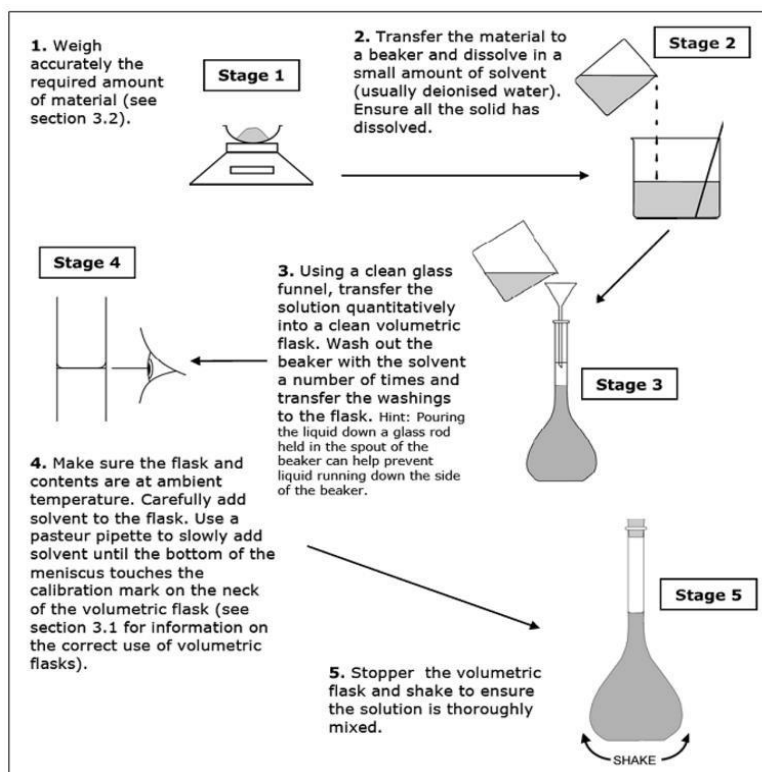 1. Weigh
accurately the
required amount
of material (see
section 3.2).
Stage 1
2. Transfer the material to
a beaker and dissolve in a
small amount of solvent
(usually deionised water).
Ensure all the solid has
dissolved.
Stage 2
3. Using a clean glass
funnel, transfer the
solution quantitatively
into a clean volumetric
flask. Wash out the
beaker with the solvent
a number of times and
transfer the washings
to the flask. Hint: Pouring
the liquid down a glass rod
held in the spout of the
beaker can help prevent
liquid running down the side
of the beaker.
Stage 3
Stage 4
4. Make sure the flask and
contents are at ambient
temperature. Carefully add
solvent to the flask. Use a
pasteur pipette to slowly add
solvent until the bottom of the
meniscus touches the
calibration mark on the neck
of the volumetric flask (see
section 3.1 for information on
the correct use of volumetric
flasks).
5. Stopper the volumetric
flask and shake to ensure
the solution is thoroughly
mixed.
Stage 5
SHAKE